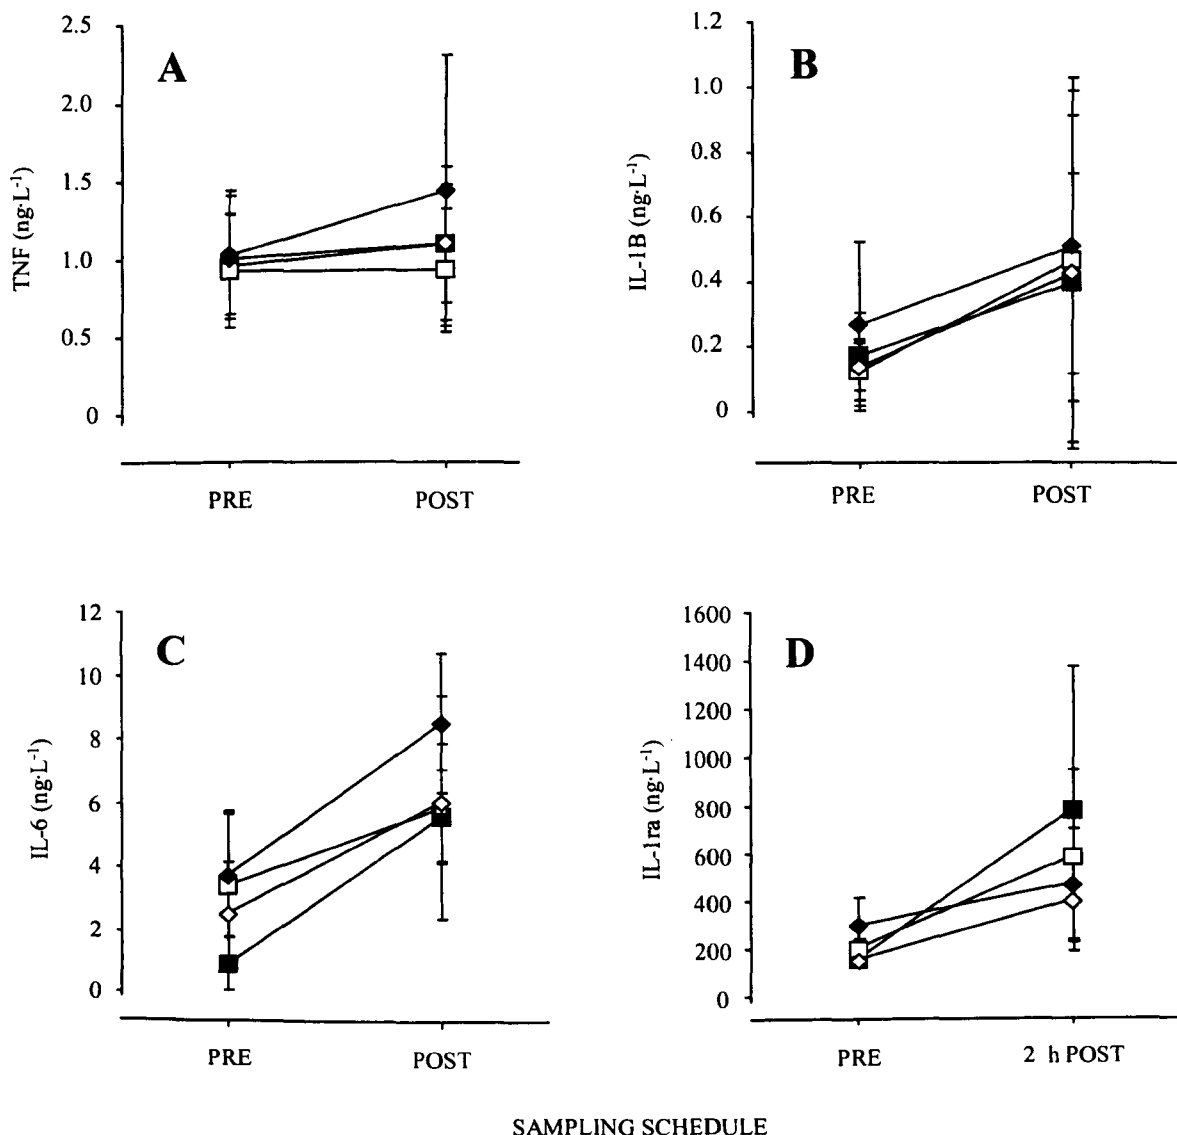 A
TNF (ng·L⁻¹)
2.5
2.0
1.5
1.0
0.5
0
PRE POST
B
IL-1B (ng·L⁻¹)
1.2
1.0
0.8
0.6
0.4
0.2
0
PRE POST
C
IL-6 (ng·L⁻¹)
12
10
8
6
4
2
0
PRE POST
D
IL-1ra (ng·L⁻¹)
1600
1400
1200
1000
800
600
400
200
0
PRE 2 h POST
SAMPLING SCHEDULE